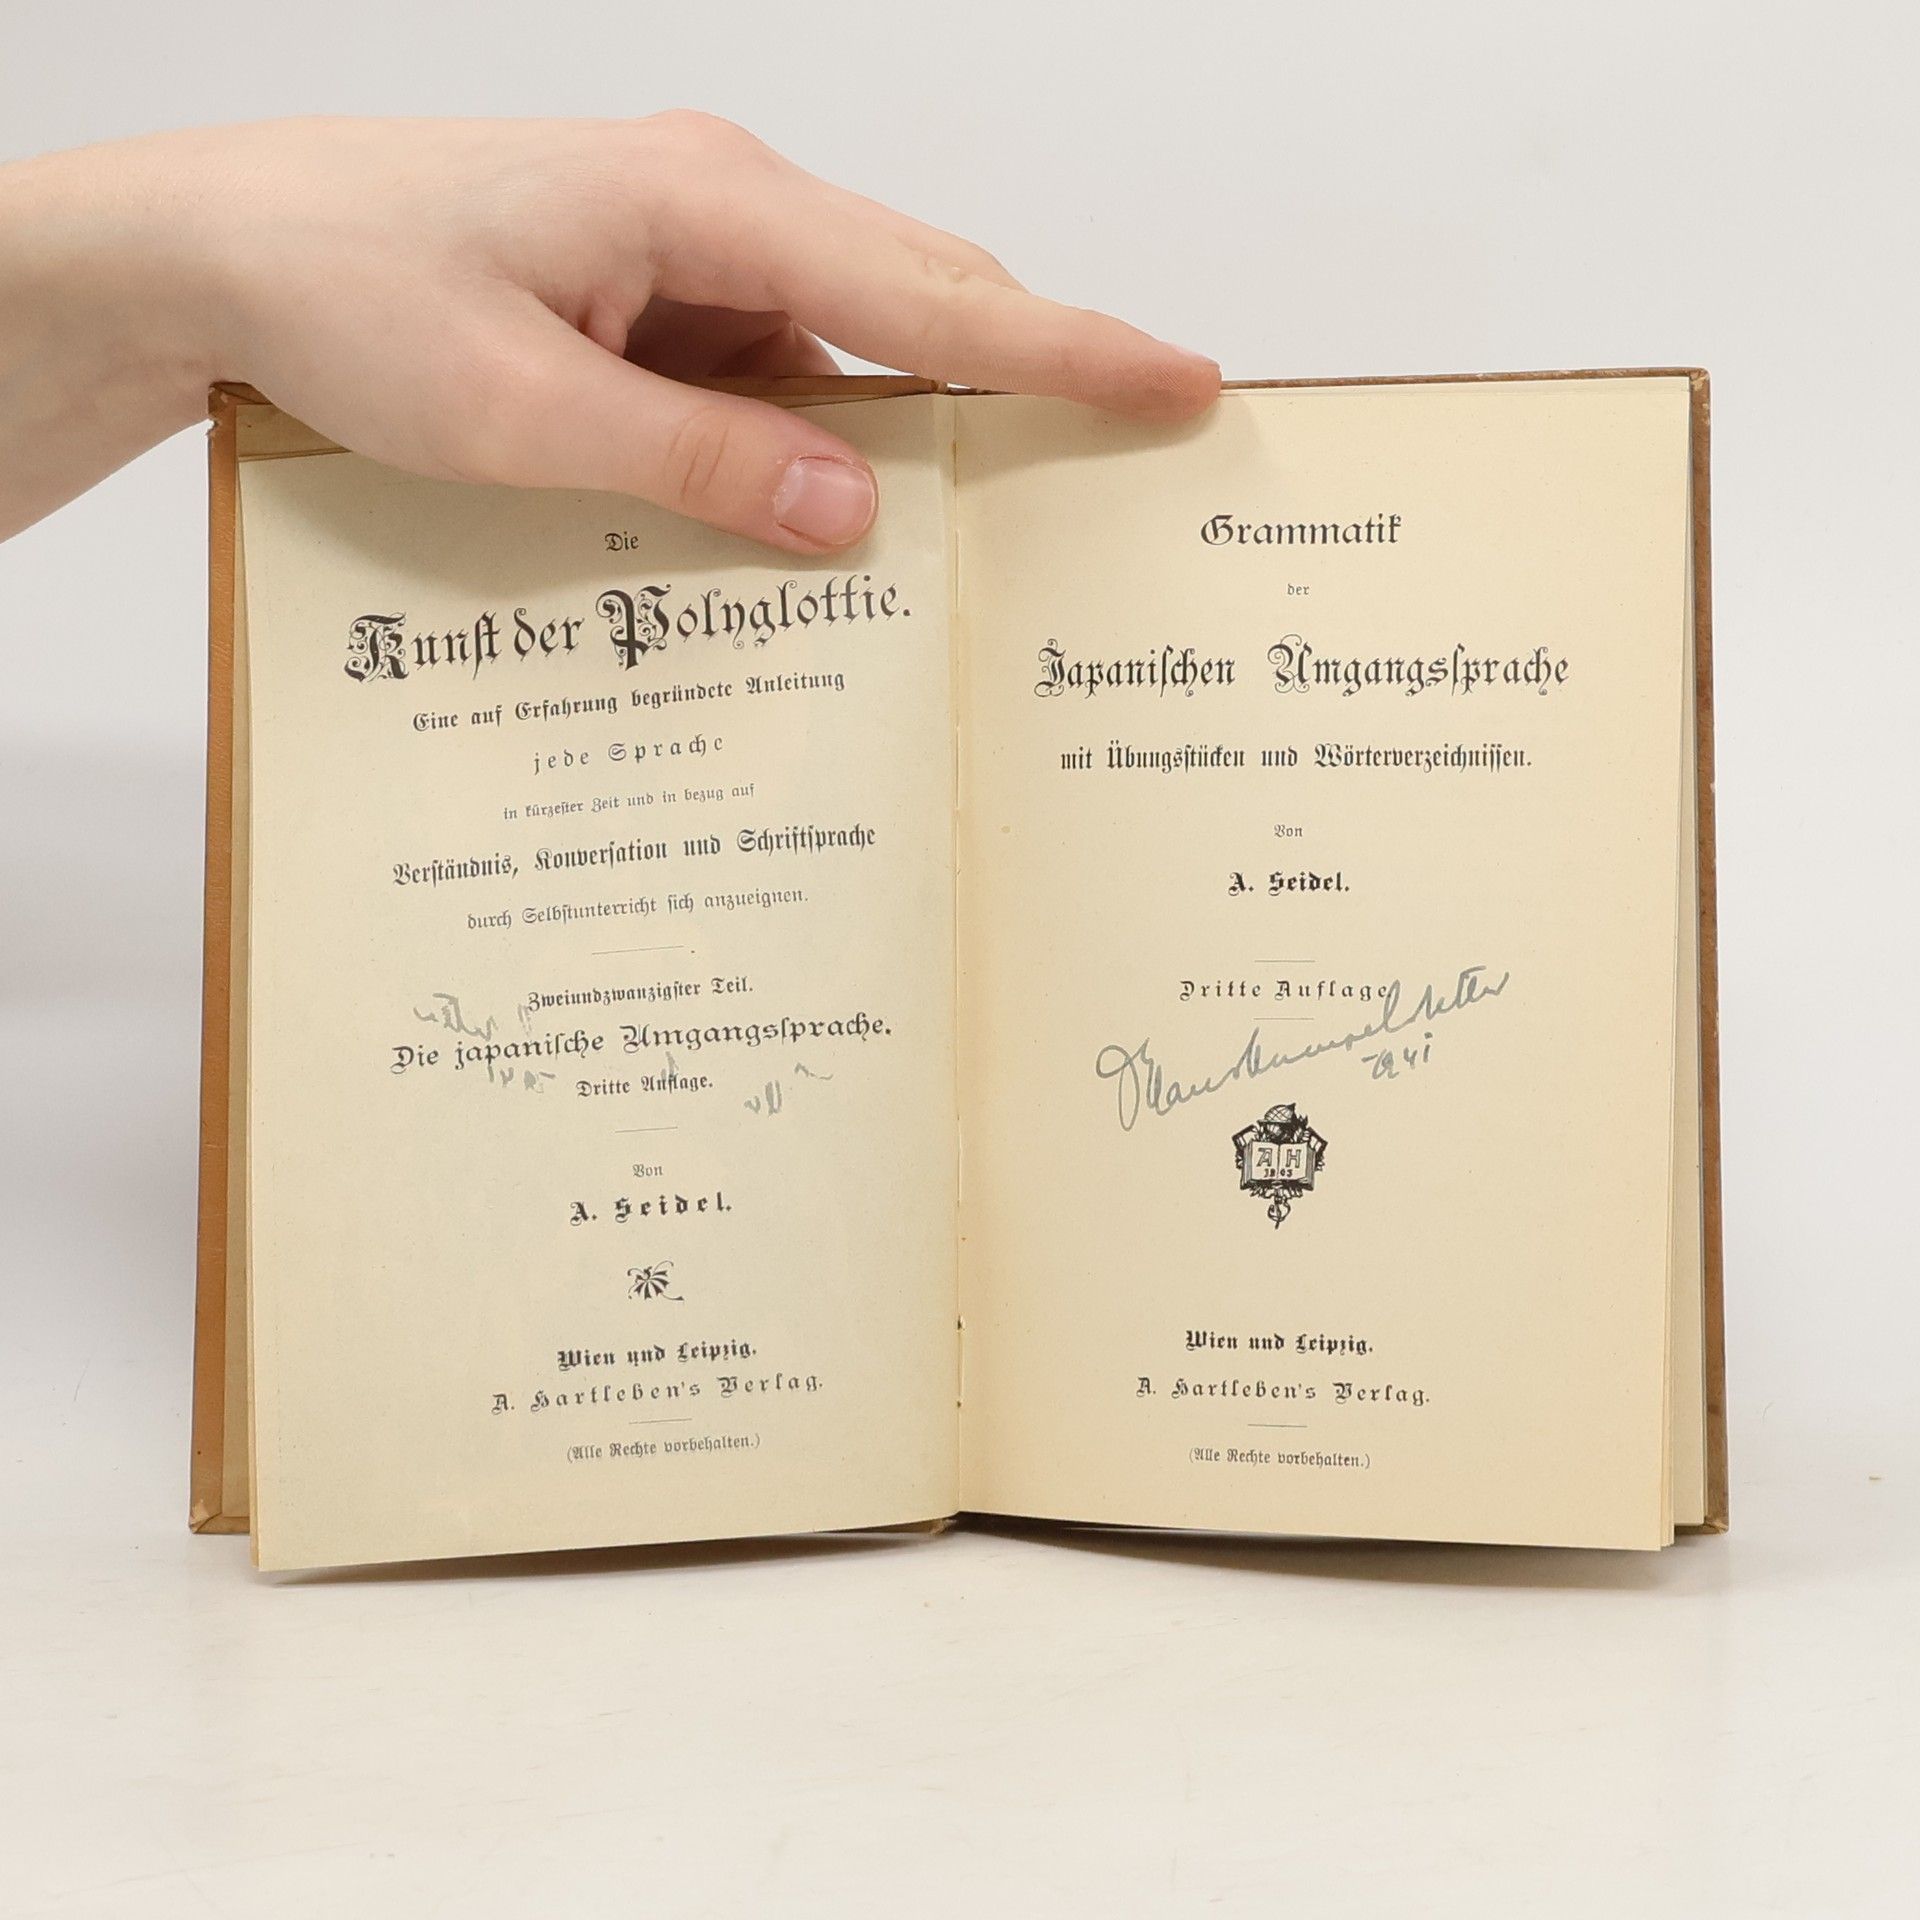 Die
Kunst der Polyglottie.
Eine auf Erfahrung begründete Anleitung
jede Sprache
in kürzester Zeit und in bezug auf
Verständnis, Konversation und Schriftsprache
durch Selbstunterricht sich anzueignen.
Zweiundzwanzigster Teil.
Die japanische Umgangssprache.
Dritte Auflage.
Von
A. Seidel.
Wien und Leipzig.
A. Hartleben's Verlag.
(Alle Rechte vorbehalten.)
Grammatik
der
Japanischen Umgangssprache
mit Übungsstücken und Wörterverzeichnissen.
Von
A. Seidel.
Dritte Auflage
1941
A H
1803
Wien und Leipzig.
A. Hartleben's Verlag.
(Alle Rechte vorbehalten.)